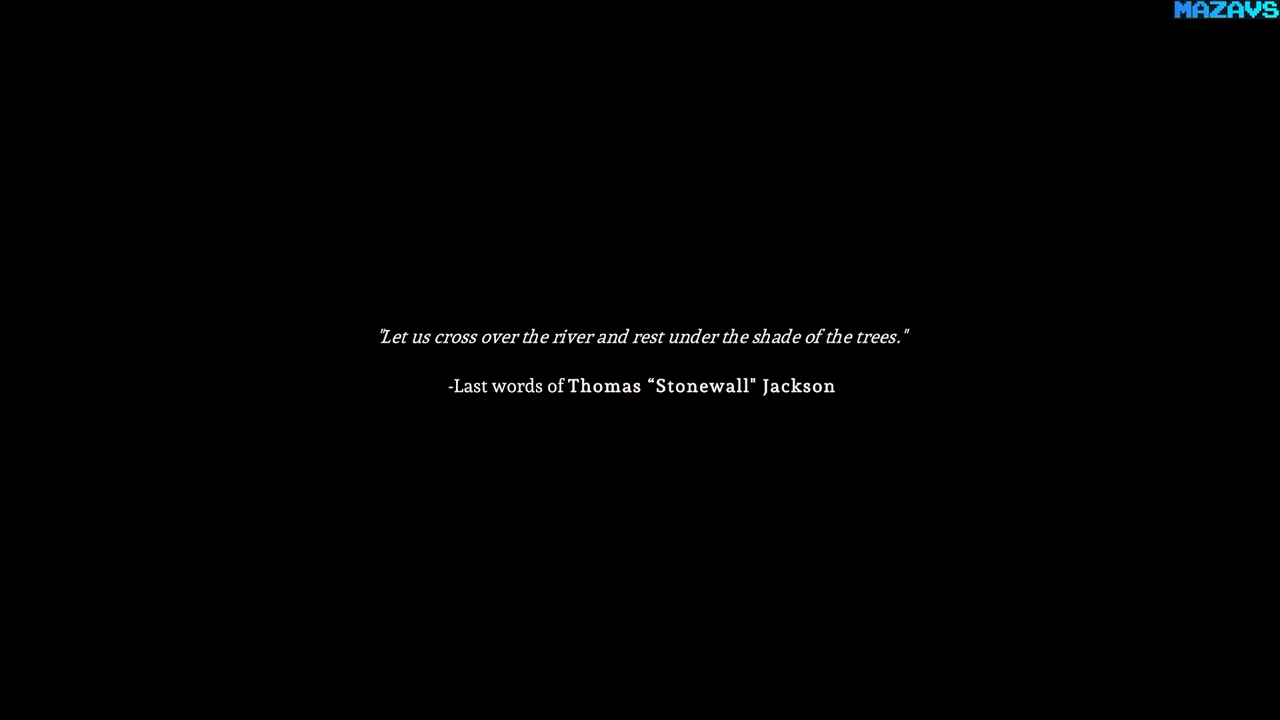 MAZAVS
"Let us cross over the river and rest under the shade of the trees."
-Last words of Thomas “Stonewall" Jackson